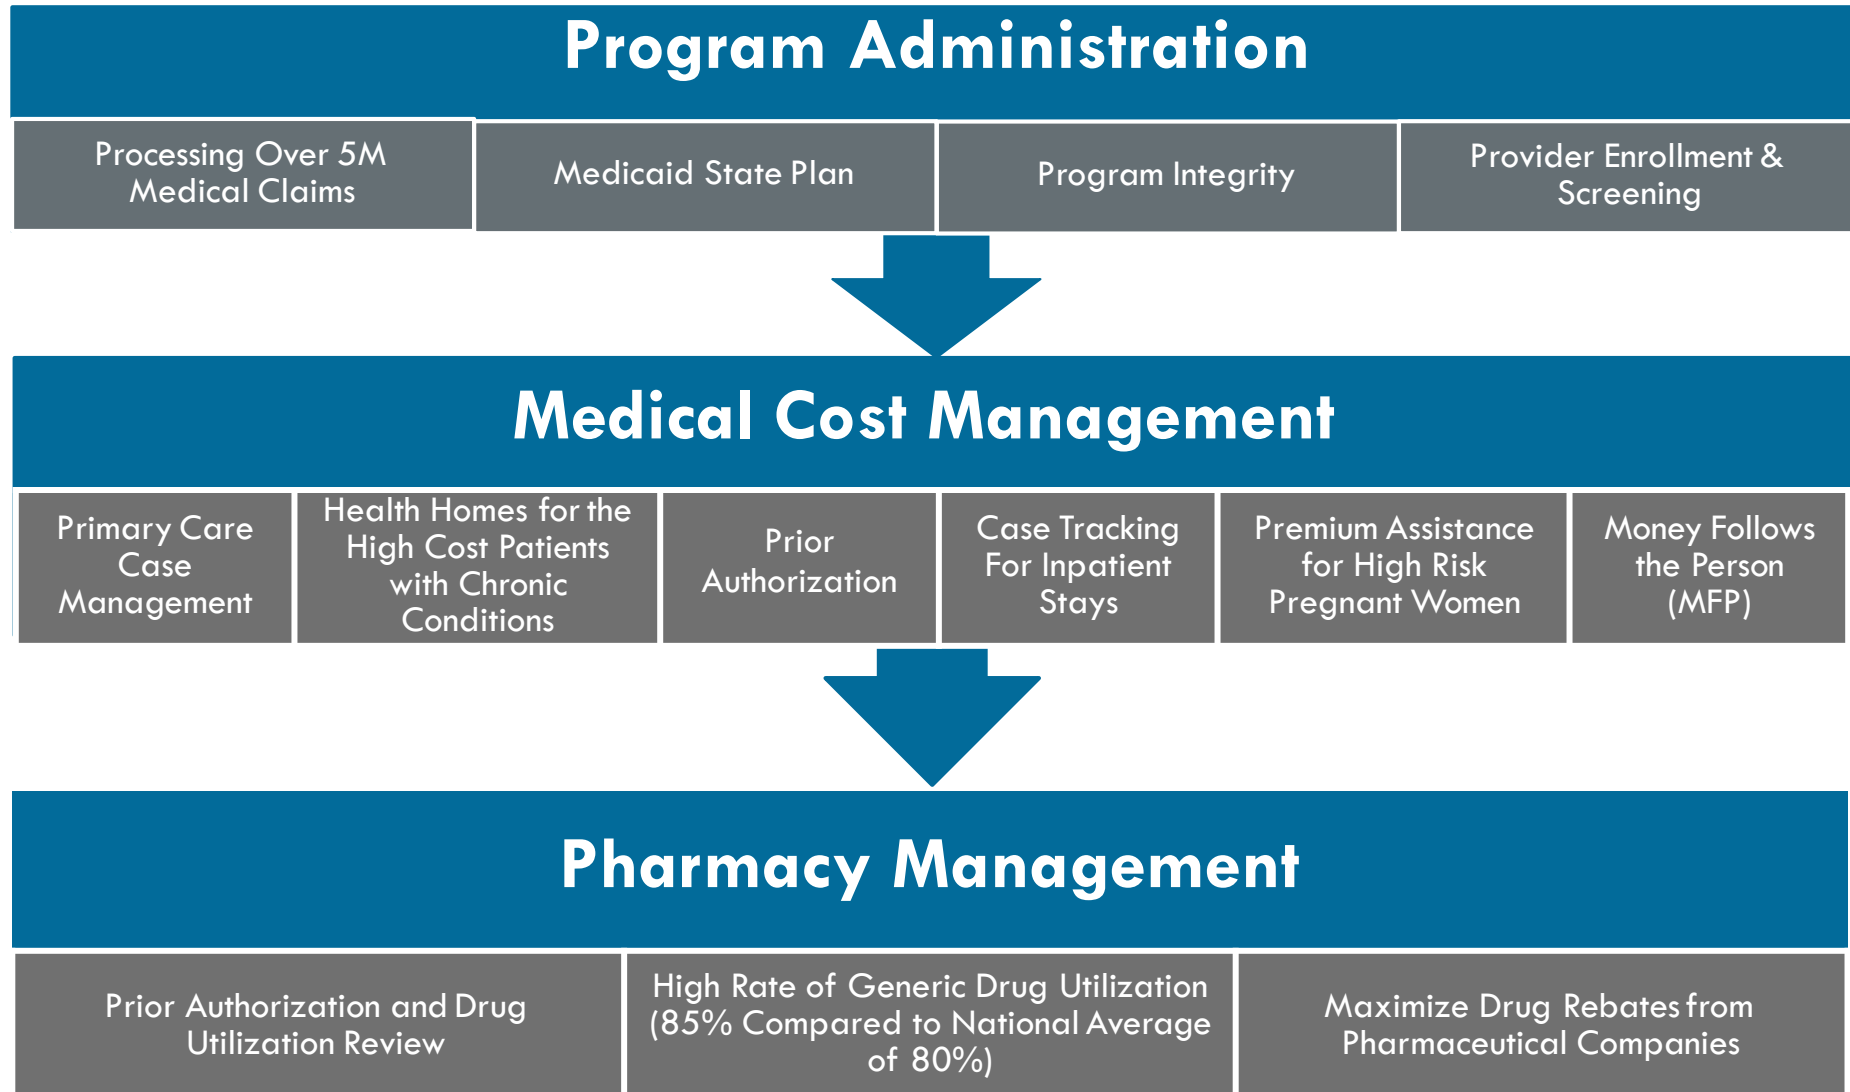 Program Administration
Processing Over 5M
Medical Claims
Medicaid State Plan
Program Integrity
Provider Enrollment &
Screening
Medical Cost Management
Primary Care
Case
Management
Health Homes for the
High Cost Patients
with Chronic
Conditions
Prior
Authorization
Case Tracking
For Inpatient
Stays
Premium Assistance
for High Risk
Pregnant Women
Money Follows
the Person
(MFP)
Pharmacy Management
Prior Authorization and Drug
Utilization Review
High Rate of Generic Drug Utilization
(85% Compared to National Average
of 80%)
Maximize Drug Rebates from
Pharmaceutical Companies